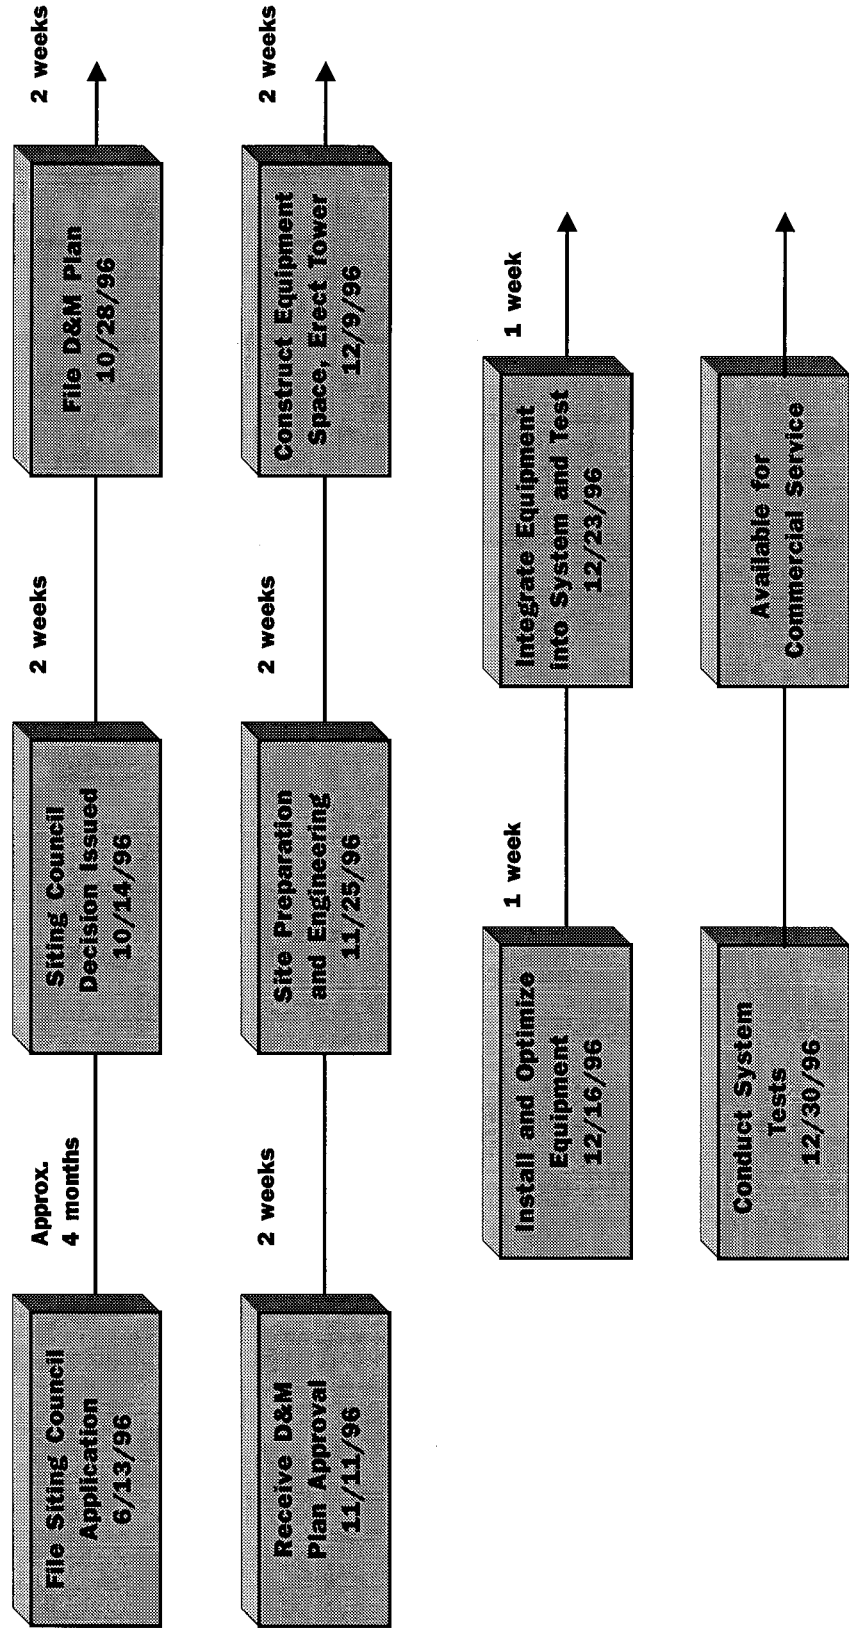 File Siting Council
Application
6/13/96
Approx.
4 months
Siting Council
Decision Issued
10/14/96
2 weeks
File D&M Plan
10/28/96
2 weeks
Receive D&M
Plan Approval
11/11/96
2 weeks
Site Preparation
and Engineering
11/25/96
2 weeks
Construct Equipment
Space, Erect Tower
12/9/96
2 weeks
Install and Optimize
Equipment
12/16/96
1 week
Integrate Equipment
into System and Test
12/23/96
1 week
Conduct System
Tests
12/30/96
Available for
Commercial Service